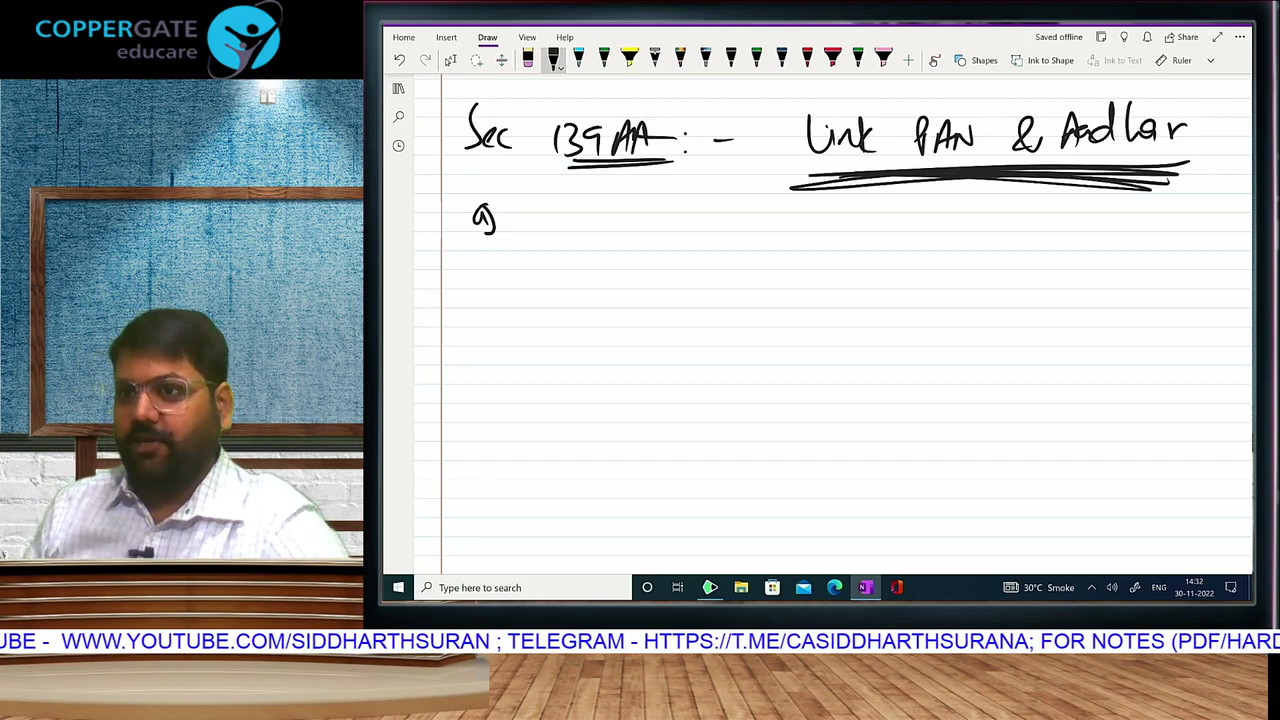 COPPERGATE
educare
Home Insert Draw View Help
Saved offline
Share
Shapes
Ink to Shape
Ink to Text
Ruler
Sec 139AA:- Link PAN & Aadhar
a)
Type here to search
30°C Smoke
ENG
14:32
30-11-2022
UBE - WWW.YOUTUBE.COM/SIDDHARTHSURAN ; TELEGRAM - HTTPS://T.ME/CASIDDHARTHSURANA; FOR NOTES (PDF/HARD